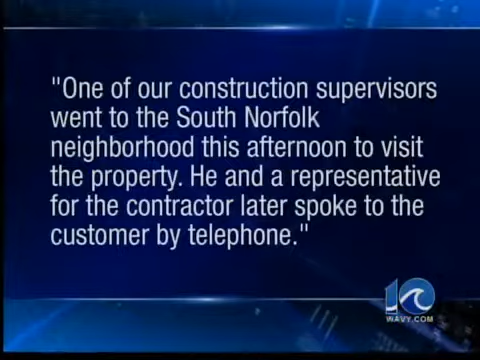 "One of our construction supervisors
went to the South Norfolk
neighborhood this afternoon to visit
the property. He and a representative
for the contractor later spoke to the
customer by telephone."
10
WAVY.COM